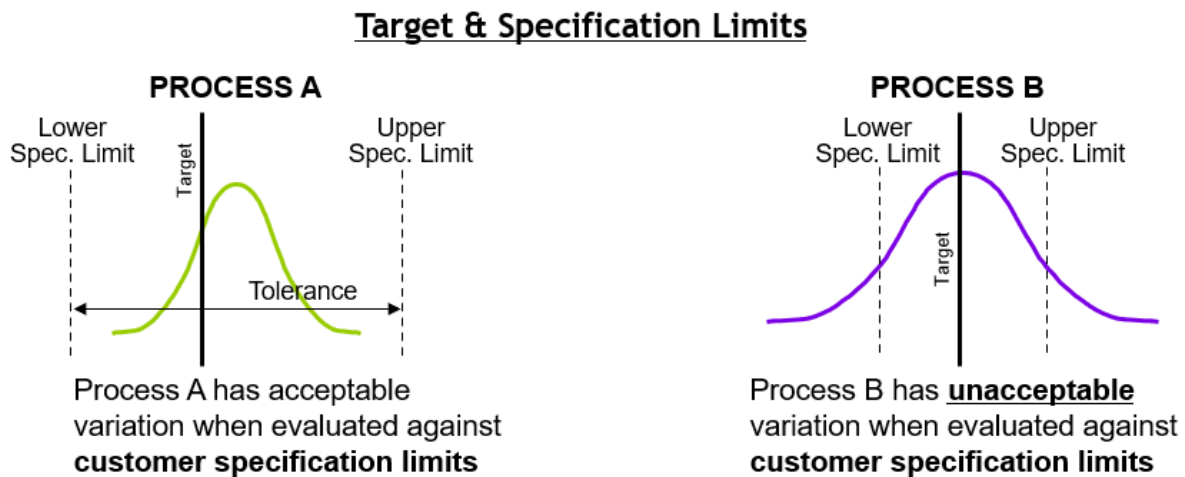 Target & Specification Limits
PROCESS A
Lower
Spec. Limit
Target
Upper
Spec. Limit
Tolerance
Process A has acceptable
variation when evaluated against
customer specification limits
PROCESS B
Lower
Spec. Limit
Upper
Spec. Limit
Target
Process B has unacceptable
variation when evaluated against
customer specification limits